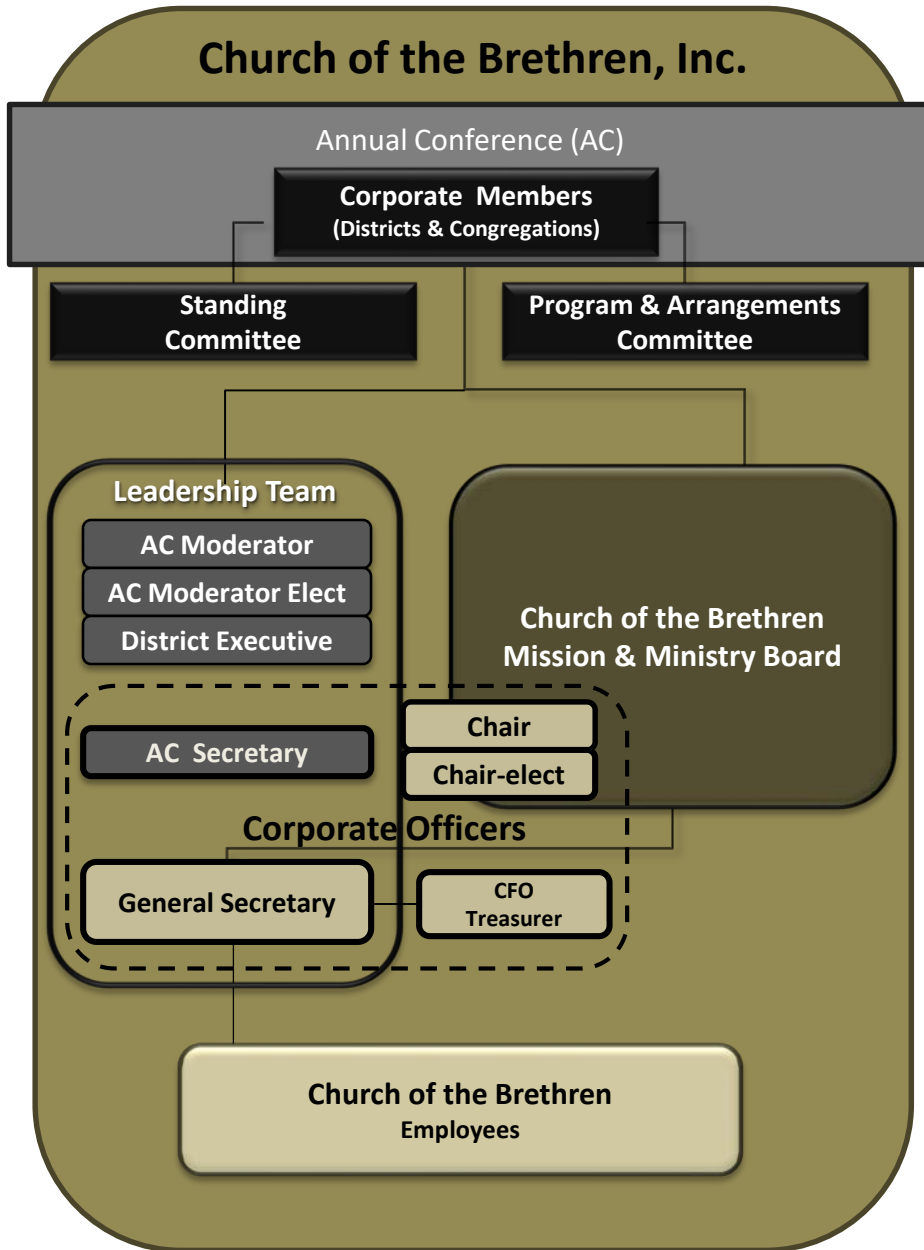 Church of the Brethren, Inc.
Annual Conference (AC)
Corporate Members
(Districts & Congregations)
Standing
Committee
Program & Arrangements
Committee
Leadership Team
AC Moderator
AC Moderator Elect
District Executive
Church of the Brethren
Mission & Ministry Board
AC Secretary
Chair
Chair-elect
Corporate Officers
General Secretary
CFO
Treasurer
Church of the Brethren
Employees